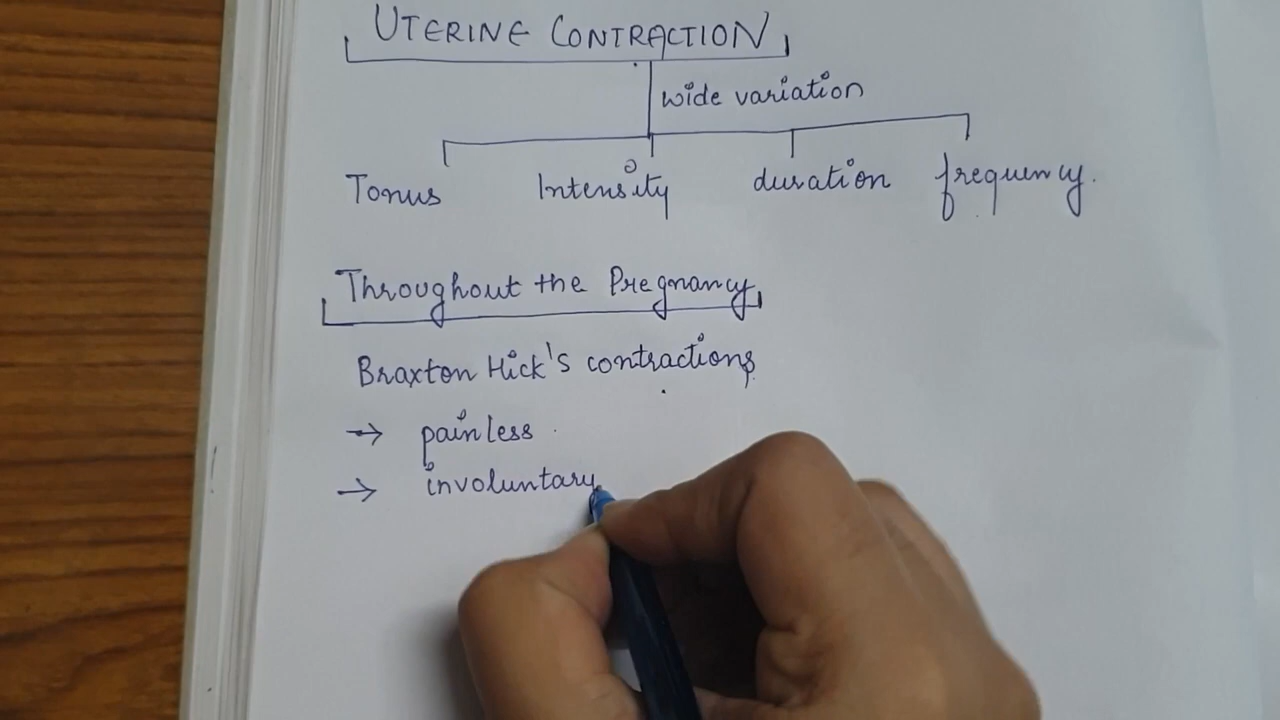 UTERINE CONTRACTION
wide variation
Tonus Intensity duration frequency.
Throughout the Pregnancy
Braxton Hick's contractions
→ painless
→ involuntary